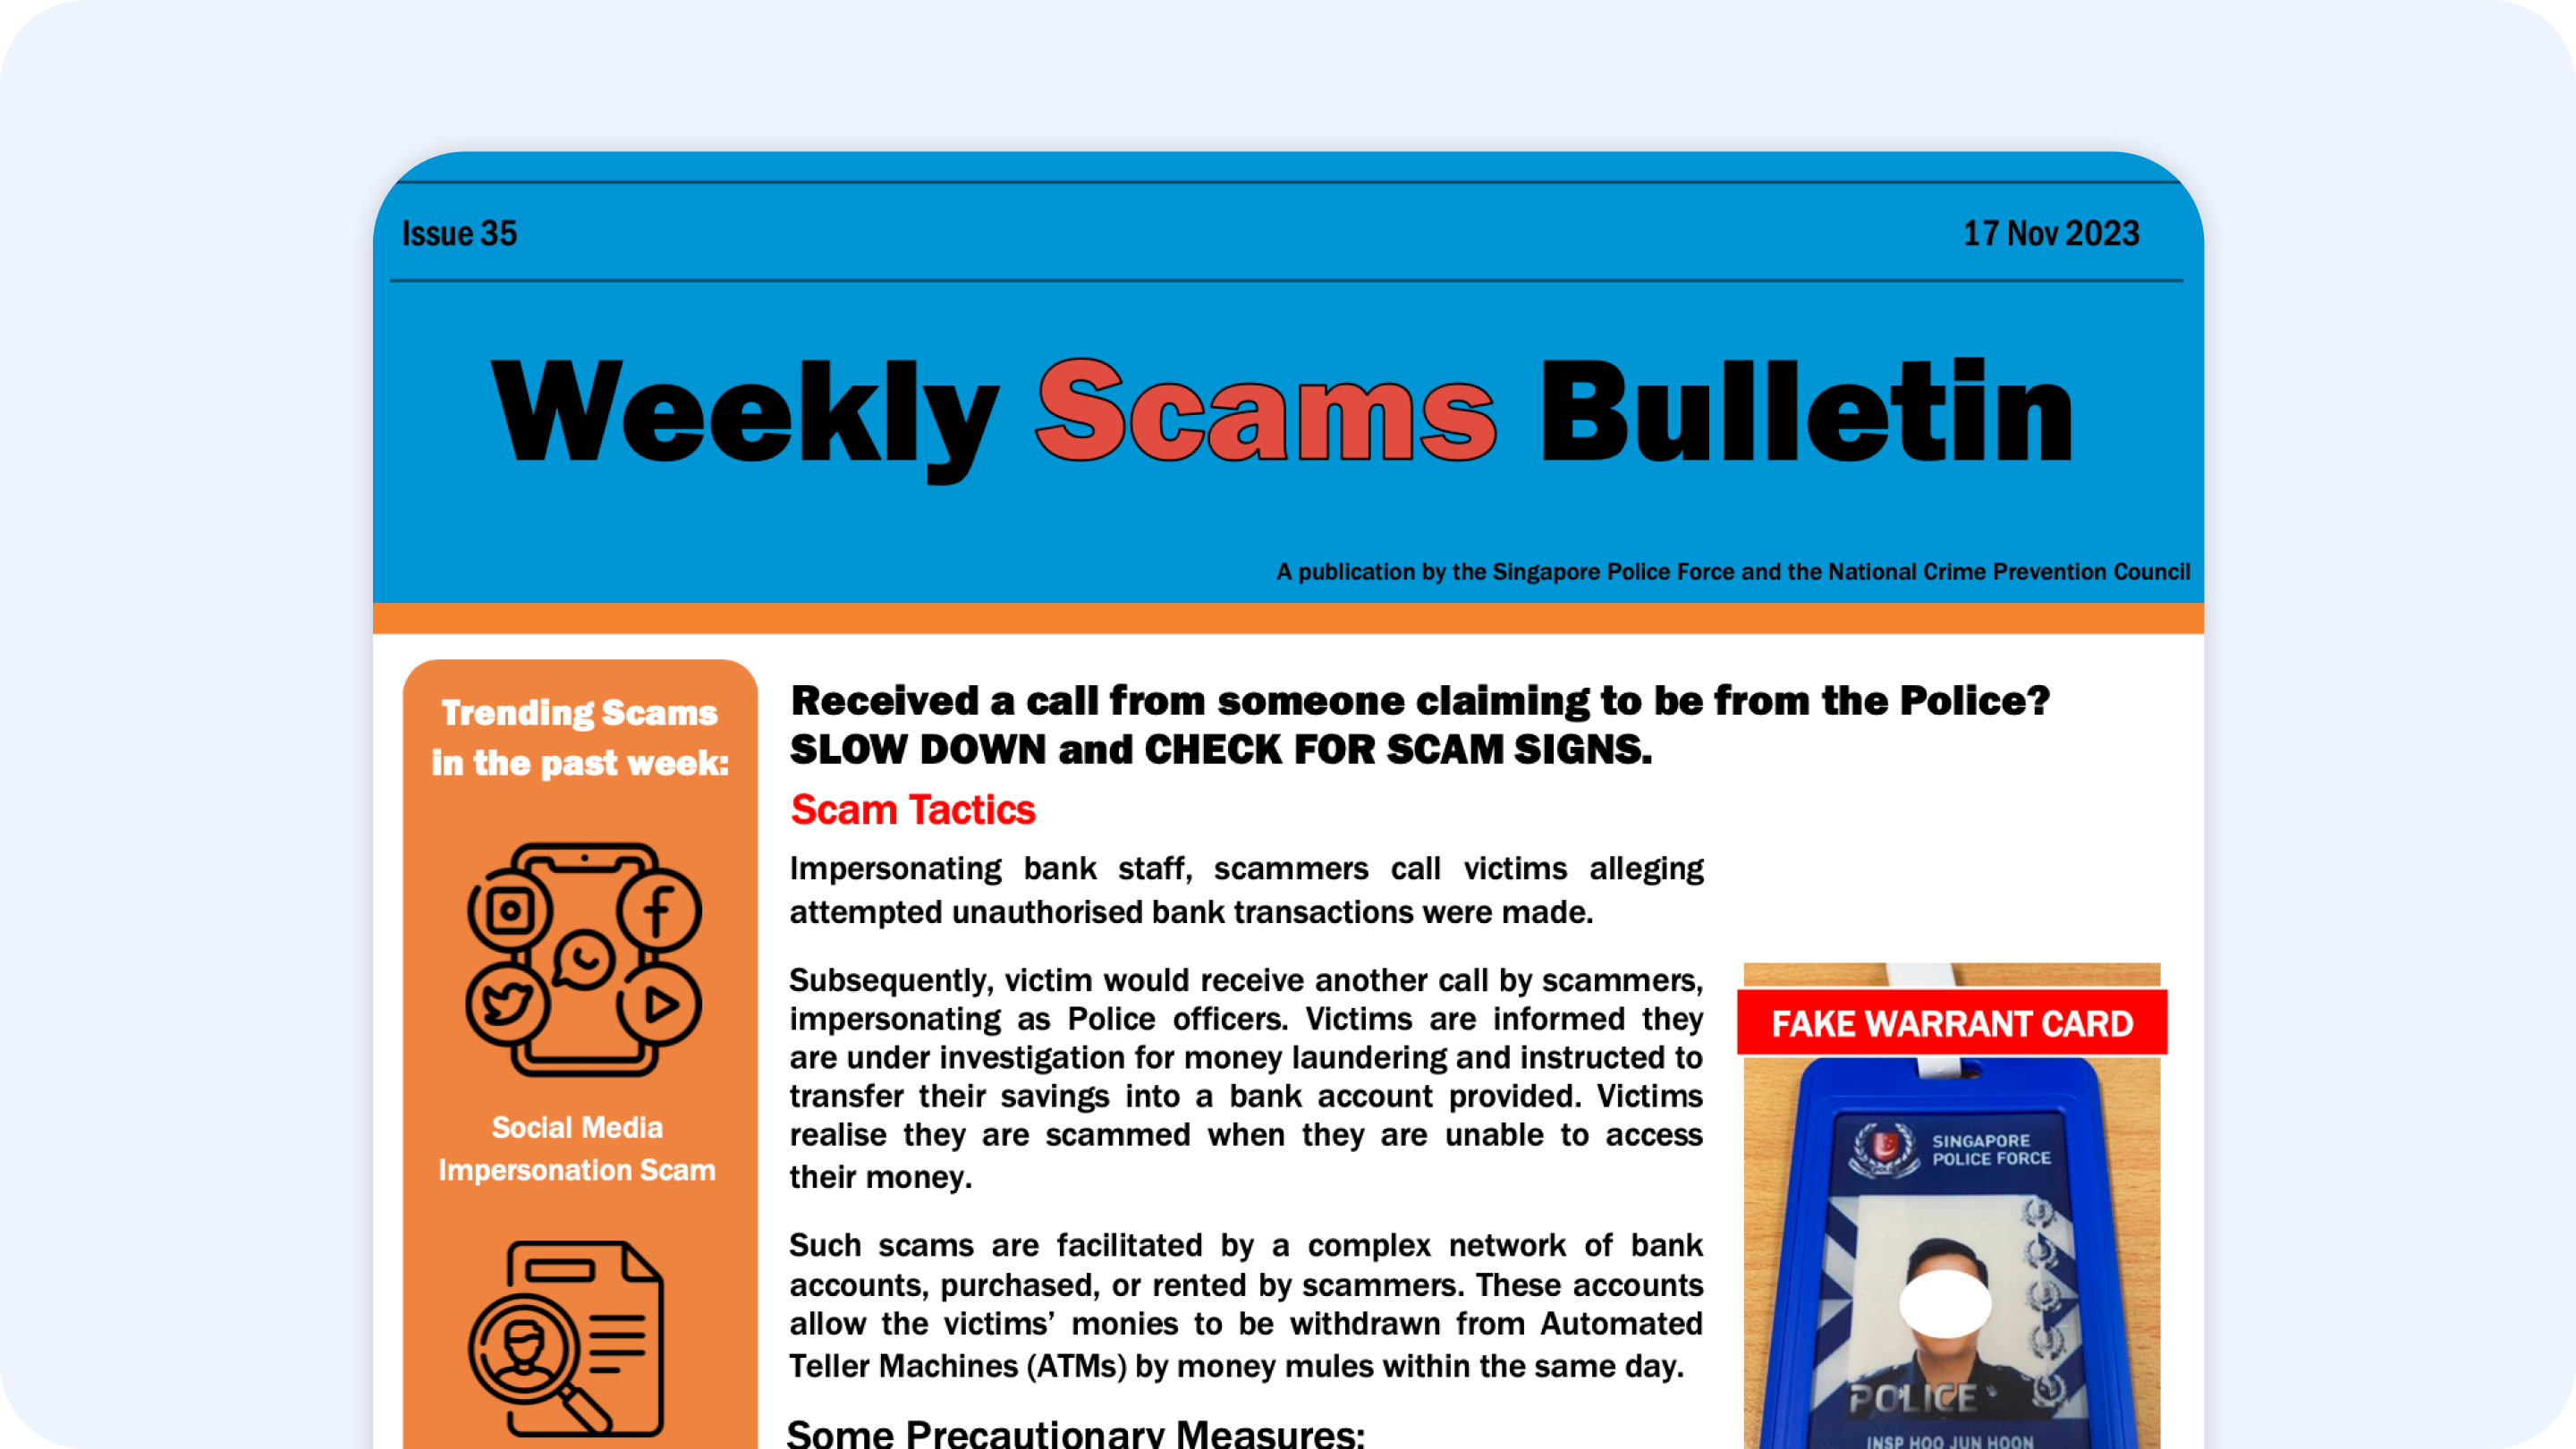 Issue 35
17 Nov 2023
Weekly Scams Bulletin
A publication by the Singapore Police Force and the National Crime Prevention Council
Trending Scams
in the past week:
Social Media
Impersonation Scam
Received a call from someone claiming to be from the Police?
SLOW DOWN and CHECK FOR SCAM SIGNS.
Scam Tactics
Impersonating bank staff, scammers call victims alleging
attempted unauthorised bank transactions were made.
Subsequently, victim would receive another call by scammers,
impersonating as Police officers. Victims are informed they
are under investigation for money laundering and instructed to
transfer their savings into a bank account provided. Victims
realise they are scammed when they are unable to access
their money.
Such scams are facilitated by a complex network of bank
accounts, purchased, or rented by scammers. These accounts
allow the victims’ monies to be withdrawn from Automated
Teller Machines (ATMs) by money mules within the same day.
Some Precautionary Measures:
FAKE WARRANT CARD
SINGAPORE
POLICE FORCE
POLICE
INSP HOO JUN HOON